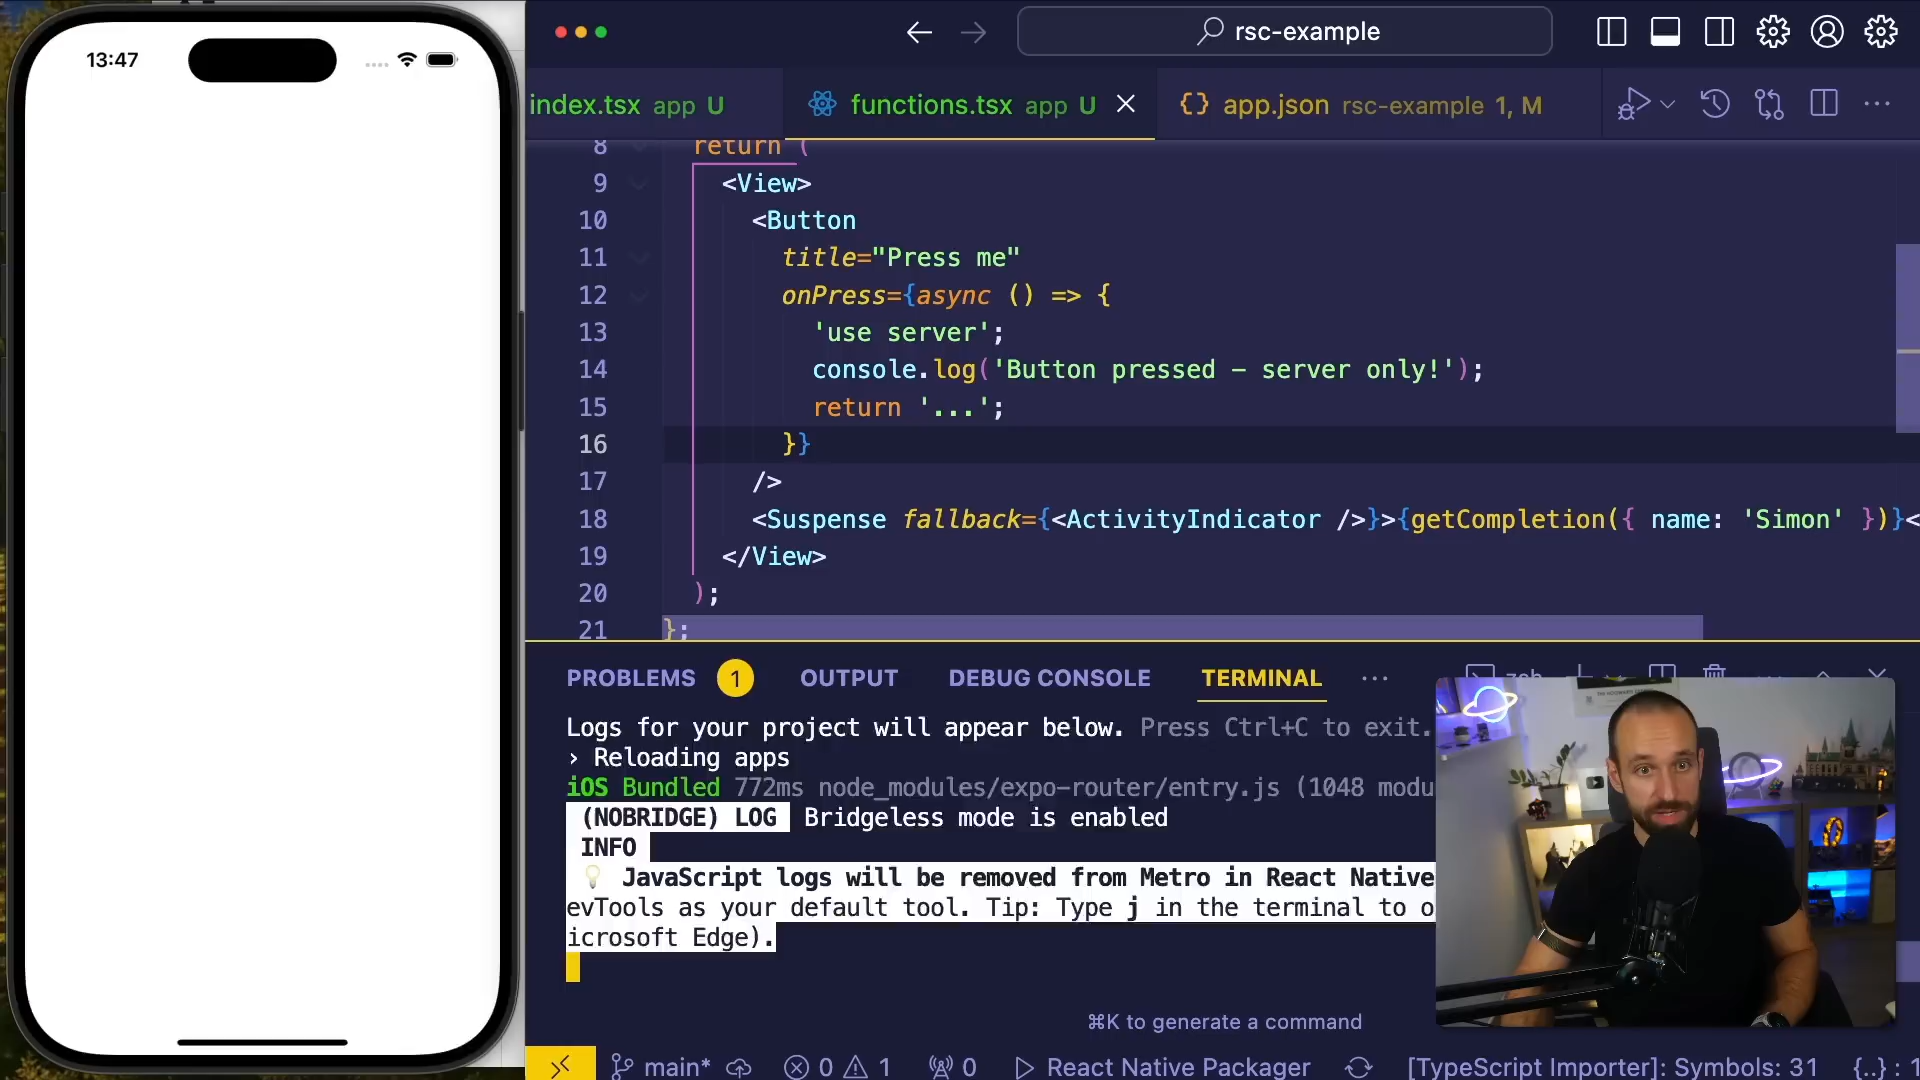 13:47
rsc-example
index.tsx app U
functions.tsx app U
{} app.json rsc-example 1, M
8 return (
9 <View>
10 <Button
11 title="Press me"
12 onPress={async () => {
13 'use server';
14 console.log('Button pressed – server only!');
15 return '...';
16 }}
17 />
18 <Suspense fallback={<ActivityIndicator />}>{getCompletion({ name: 'Simon' })}<
19 </View>
20 );
21 };
PROBLEMS 1 OUTPUT DEBUG CONSOLE TERMINAL ...
Logs for your project will appear below. Press Ctrl+C to exit.
› Reloading apps
iOS Bundled 772ms node_modules/expo-router/entry.js (1048 modu
(NOBRIDGE) LOG Bridgeless mode is enabled
INFO
💡 JavaScript logs will be removed from Metro in React Native
evTools as your default tool. Tip: Type j in the terminal to o
icrosoft Edge).
⌘K to generate a command
main* 0 1 0 React Native Packager [TypeScript Importer]: Symbols: 31 {..} : 1